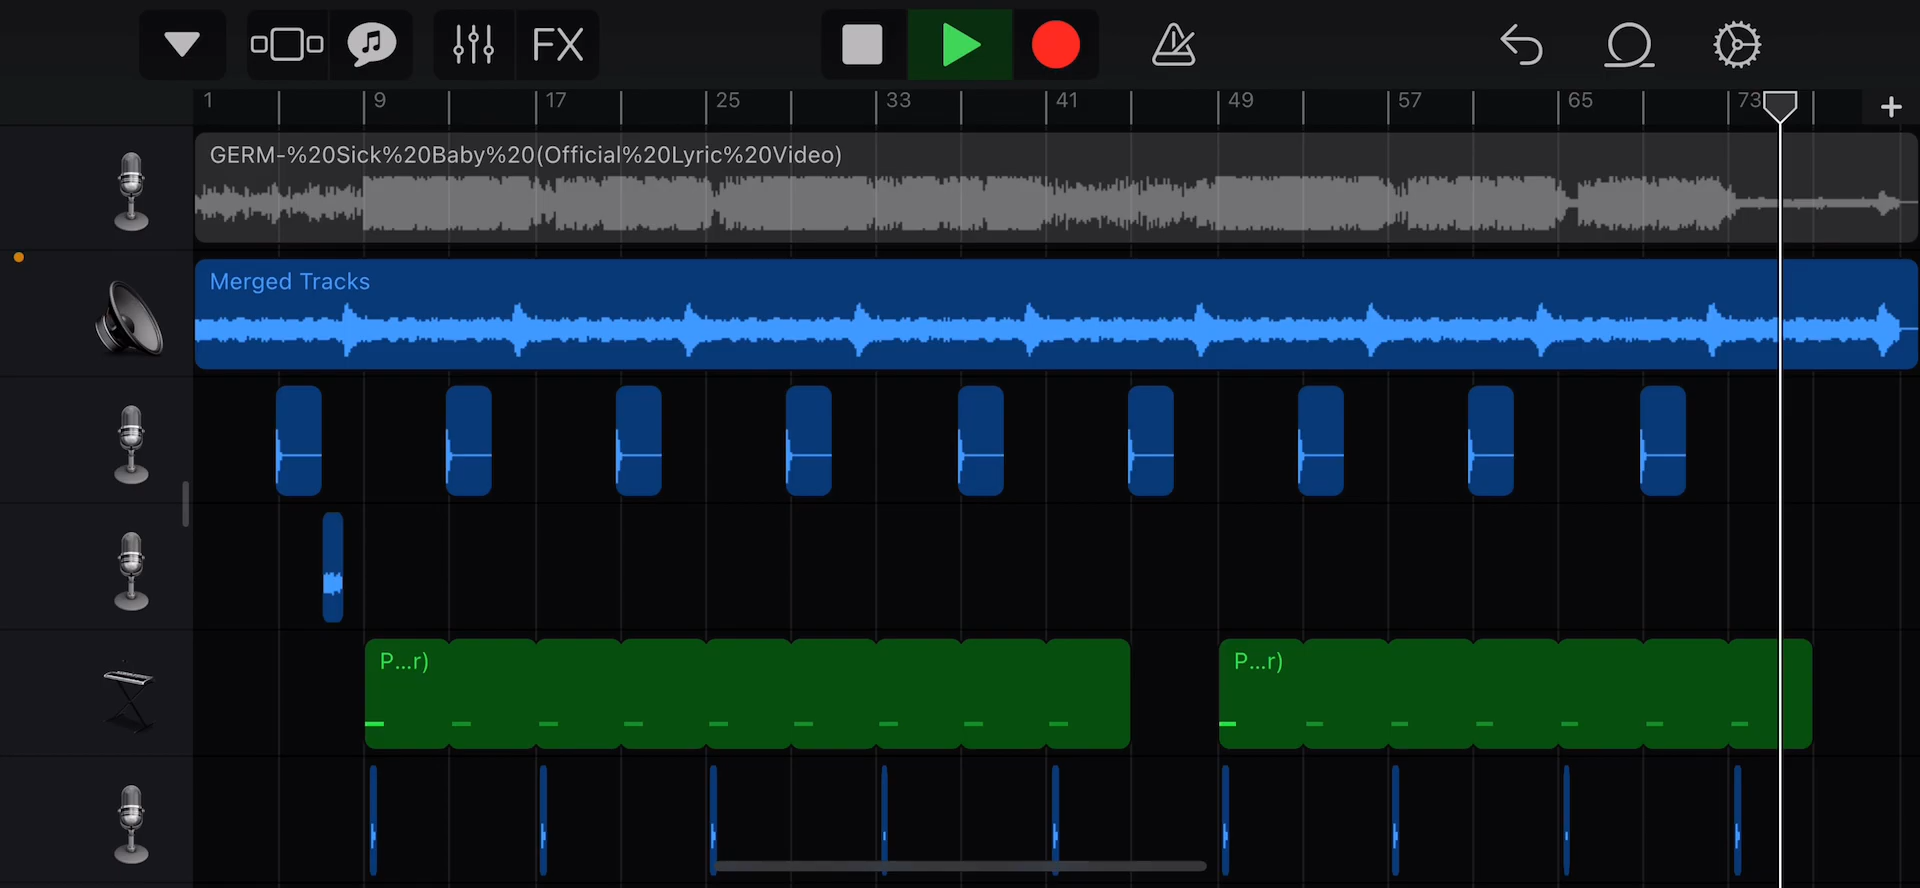 FX
1 9 17 25 33 41 49 57 65 73 +
GERM-%20Sick%20Baby%20(Official%20Lyric%20Video)
Merged Tracks
P...r) P...r)